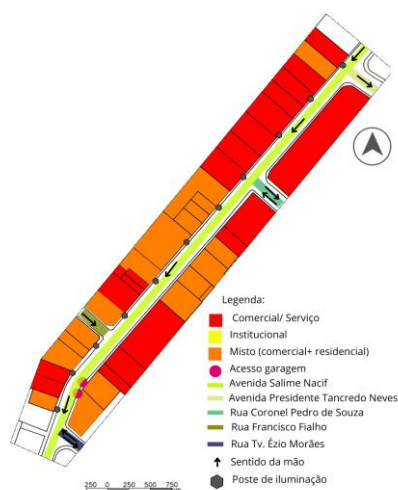 Legenda:
Comercial/ Serviço
Institucional
Misto (comercial+ residencial)
Acesso garagem
Avenida Salime Nacif
Avenida Presidente Tancredo Neves
Rua Coronel Pedro de Souza
Rua Francisco Fialho
Rua Tv. Ézio Morães
Sentido da mão
Poste de iluminação
250 0 250 500 750